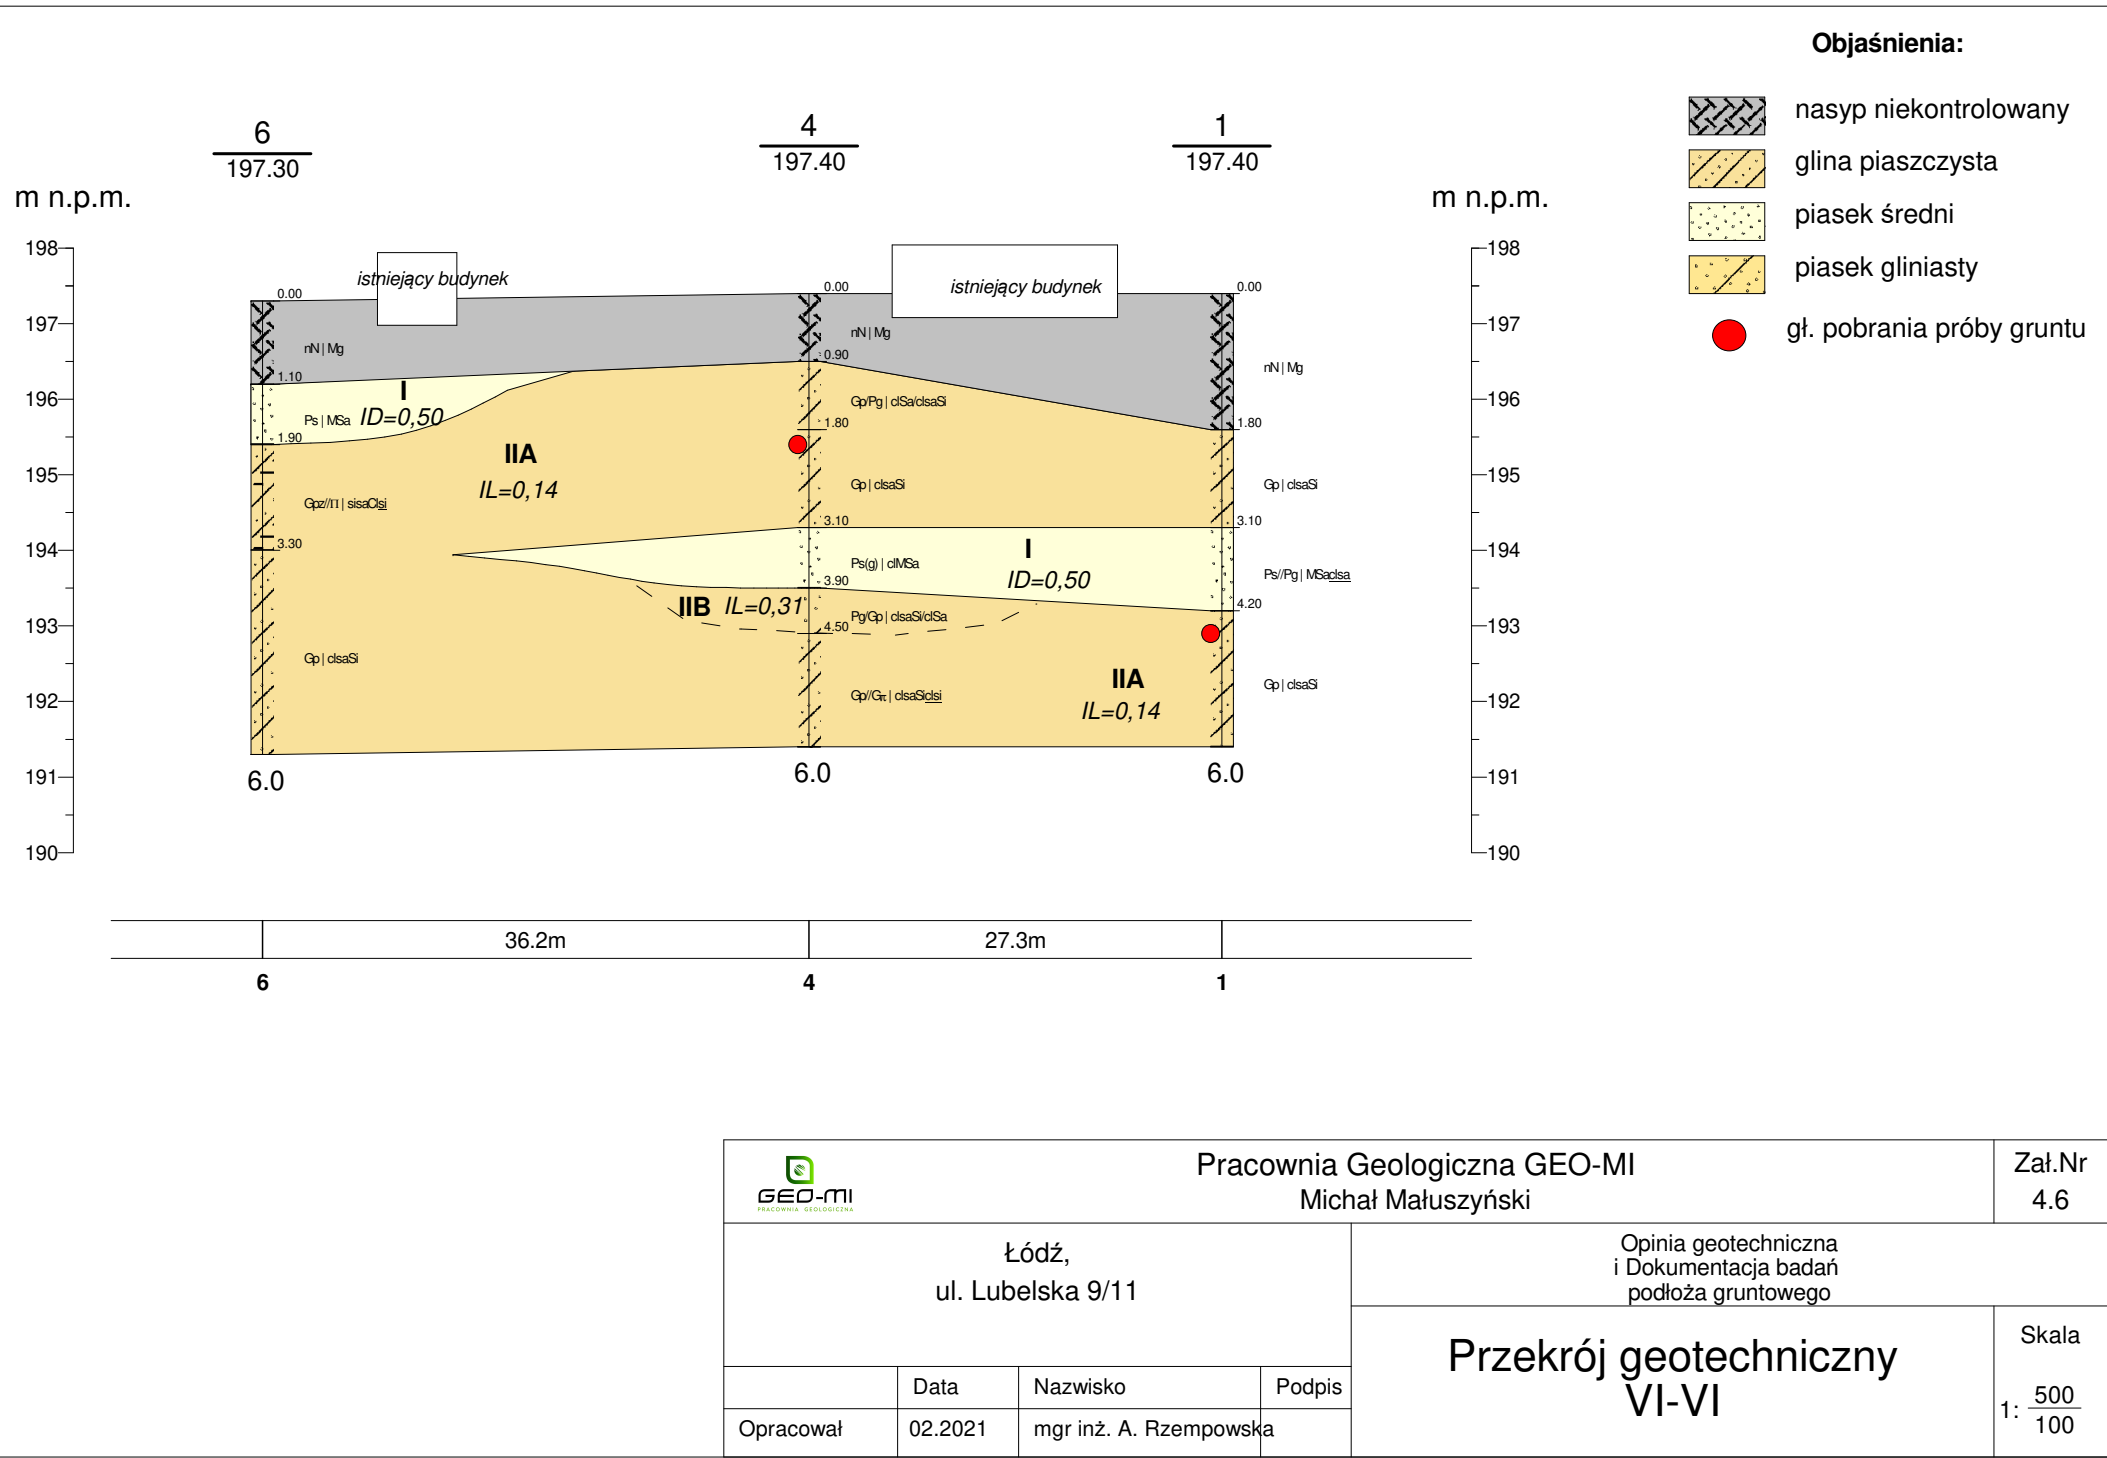 Objaśnienia:
nasyp niekontrolowany
glina piaszczysta
piasek średni
piasek gliniasty
gł. pobrania próby gruntu
6
197.30
4
197.40
1
197.40
m n.p.m.
m n.p.m.
198
197
196
195
194
193
192
191
190
198
197
196
195
194
193
192
191
190
istniejący budynek
istniejący budynek
0.00
nN | Mg
1.10
Ps | MSa
I
ID=0,50
1.90
Gpz//Π | sisaClsi
3.30
Gp | clsaSi
6.0
IIA
IL=0,14
0.00
nN | Mg
0.90
Gp/Pg | clSa/clsaSi
1.80
Gp | clsaSi
3.10
Ps(g) | clMSa
3.90
IIB IL=0,31
Pg/Gp | clsaSi/clSa
4.50
Gp//Gπ | clsaSiclsi
6.0
I
ID=0,50
IIA
IL=0,14
0.00
nN | Mg
1.80
Gp | clsaSi
3.10
Ps//Pg | MSaclsa
4.20
Gp | clsaSi
6.0
36.2m
27.3m
6
4
1
GEO-MI
PRACOWNIA GEOLOGICZNA
Pracownia Geologiczna GEO-MI
Michał Małuszyński
Zał.Nr
4.6
Łódź,
ul. Lubelska 9/11
Opinia geotechniczna
i Dokumentacja badań
podłoża gruntowego
Przekrój geotechniczny
VI-VI
Skala
1: 500
100
Data
Nazwisko
Podpis
Opracował
02.2021
mgr inż. A. Rzempowska